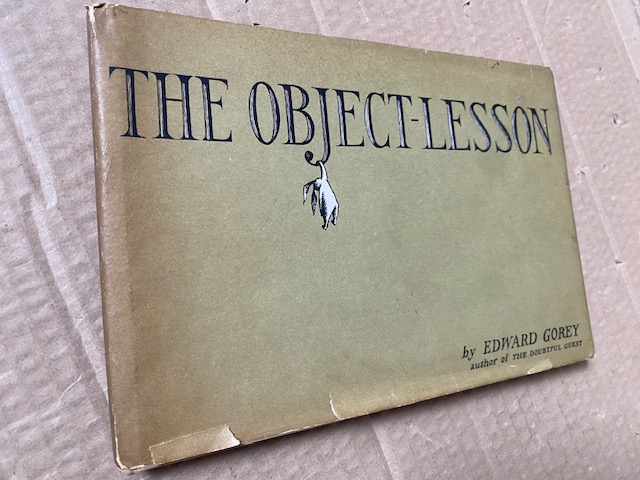 THE OBJECT-LESSON
by EDWARD GOREY
author of THE DOUBTFUL GUEST